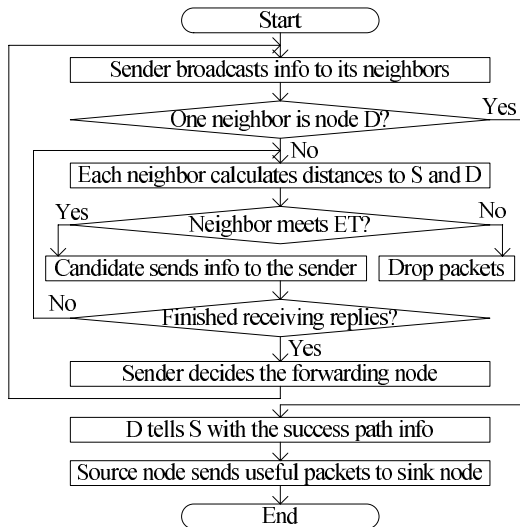 Start
Sender broadcasts info to its neighbors
One neighbor is node D?
Yes
No
Each neighbor calculates distances to S and D
Yes
Neighbor meets ET?
No
Candidate sends info to the sender
Drop packets
No
Finished receiving replies?
Yes
Sender decides the forwarding node
D tells S with the success path info
Source node sends useful packets to sink node
End